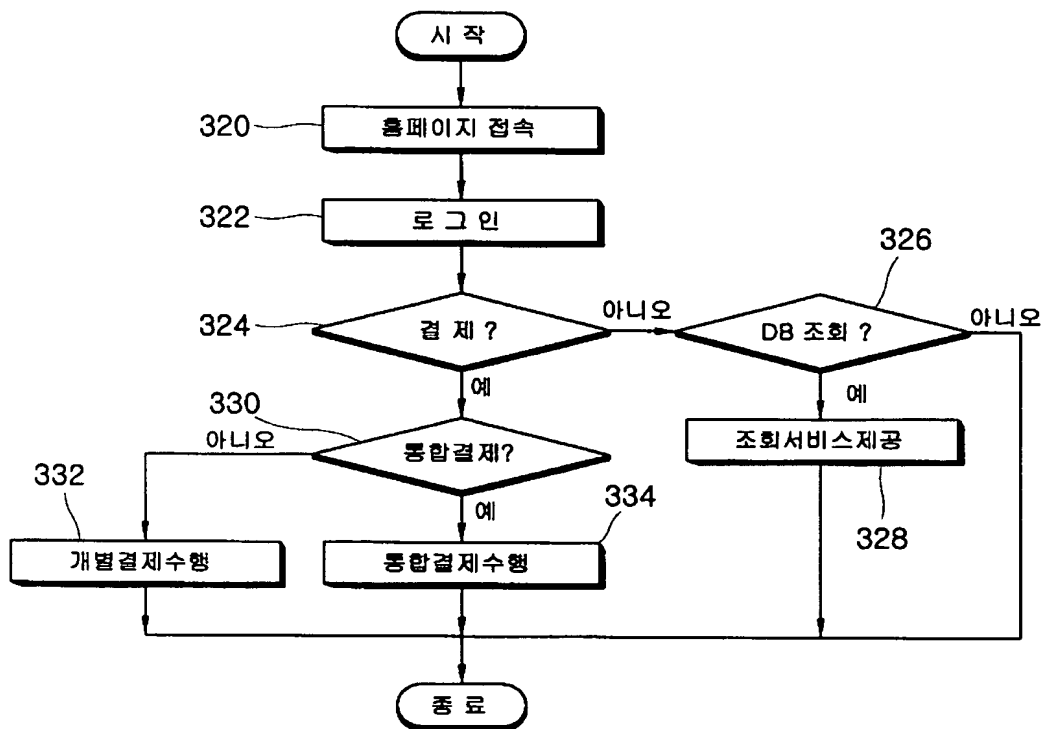 시 작
320
홈페이지 접속
322
로 그 인
326
324
결 제 ?
아니오
DB 조회 ?
아니오
예
예
330
아니오
통합결제?
조회서비스제공
332
예
334
328
개별결제수행
통합결제수행
종 료